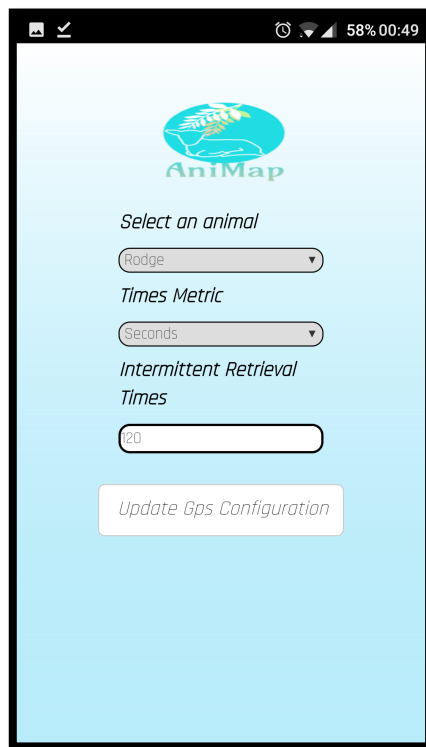 58% 00:49
AniMap
Select an animal
Rodge
Times Metric
Seconds
Intermittent Retrieval
Times
120
Update Gps Configuration